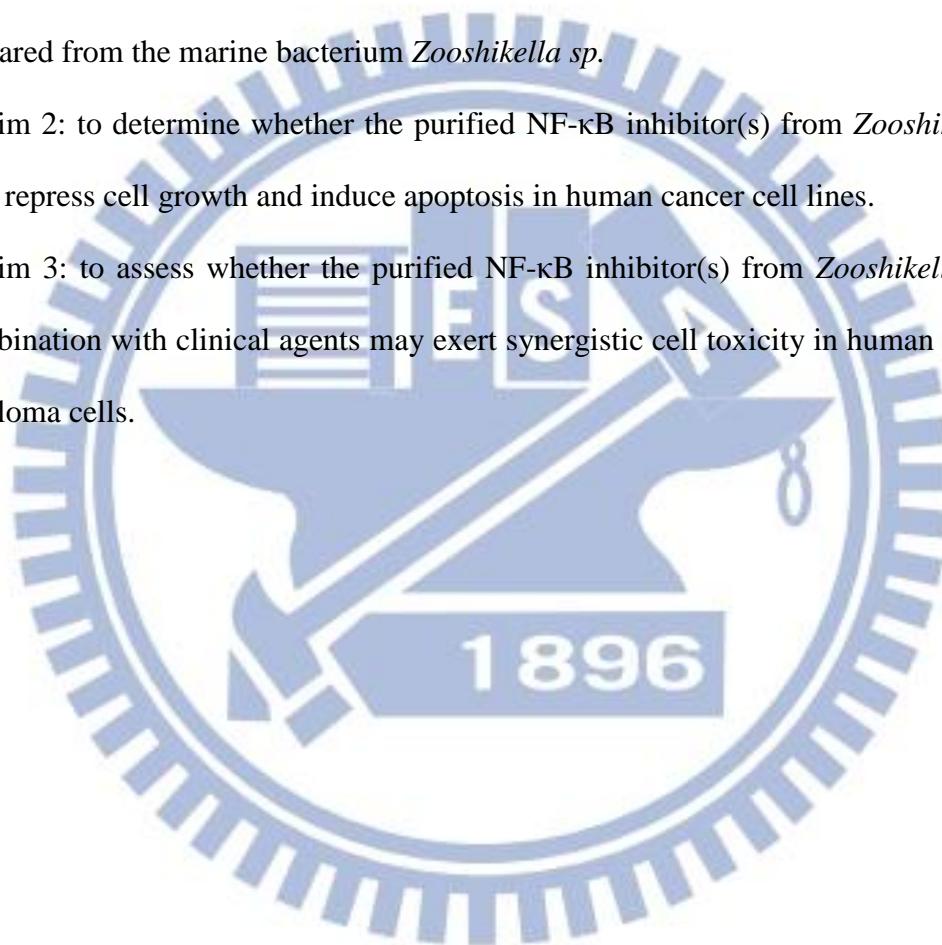 ared from the marine bacterium Zooshikella sp.
im 2: to determine whether the purified NF-κB inhibitor(s) from Zooshi
repress cell growth and induce apoptosis in human cancer cell lines.
im 3: to assess whether the purified NF-κB inhibitor(s) from Zooshikell
bination with clinical agents may exert synergistic cell toxicity in human
loma cells.
E S A
1896